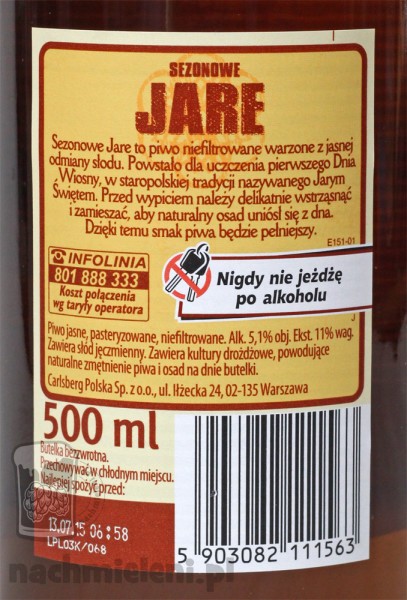 SEZONOWE
JARE
Sezonowe Jare to piwo niefiltrowane warzone z jasnej
odmiany słodu. Powstało dla uczczenia pierwszego Dnia
Wiosny, w staropolskiej tradycji nazywanego Jarym
Świętem. Przed wypiciem należy delikatnie wstrząsnąć
i zamieszać, aby naturalny osad uniósł się z dna.
Dzięki temu smak piwa będzie pełniejszy.
E151-01
INFOLINIA
801 888 333
Koszt połączenia
wg taryfy operatora
Nigdy nie jeżdżę
po alkoholu
J
Piwo jasne, pasteryzowane, niefiltrowane. Alk. 5,1% obj. Ekst. 11% wag.
Zawiera słód jęczmienny. Zawiera kultury drożdżowe, powodujące
naturalne zmętnienie piwa i osad na dnie butelki.
Carlsberg Polska Sp. z o.o., ul. Iłżecka 24, 02-135 Warszawa
500 ml
Butelka bezzwrotna.
Przechowywać w chłodnym miejscu.
Najlepiej spożyć przed:
13.07.15 06:58
LPL03K/068
5 903082 111563
nachmieleni.pl